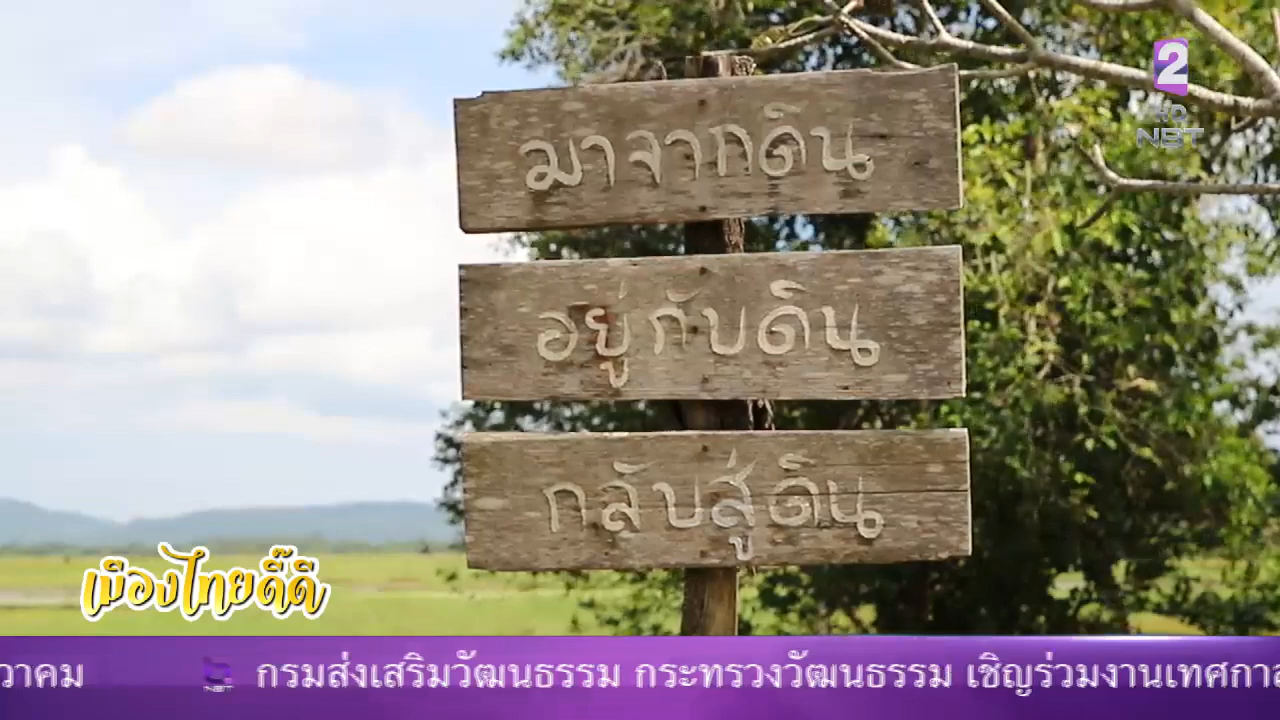 2
HD
NBT
มาจากดิน
อยู่กับดิน
กลับสู่ดิน
เมืองไทยดี๊ดี
วาคม NBT กรมส่งเสริมวัฒนธรรม กระทรวงวัฒนธรรม เชิญร่วมงานเทศกา